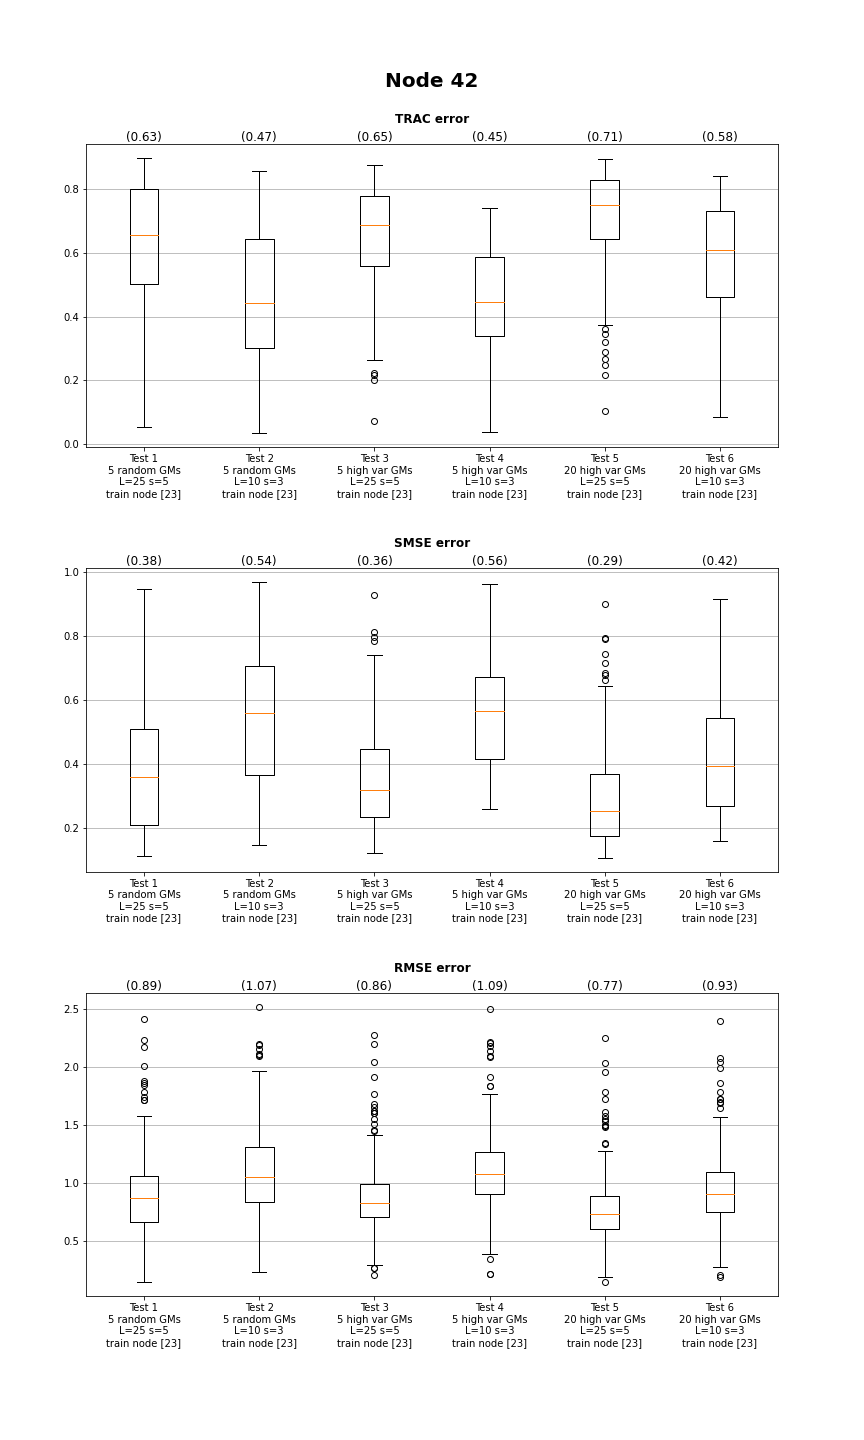 Node 42
TRAC error
(0.63) (0.47) (0.65) (0.45) (0.71) (0.58)
0.8
0.6
0.4
0.2
0.0
Test 1 Test 2 Test 3 Test 4 Test 5 Test 6
5 random GMs 5 random GMs 5 high var GMs 5 high var GMs 20 high var GMs 20 high var GMs
L=25 s=5 L=10 s=3 L=25 s=5 L=10 s=3 L=25 s=5 L=10 s=3
train node [23] train node [23] train node [23] train node [23] train node [23] train node [23]
SMSE error
(0.38) (0.54) (0.36) (0.56) (0.29) (0.42)
1.0
0.8
0.6
0.4
0.2
Test 1 Test 2 Test 3 Test 4 Test 5 Test 6
5 random GMs 5 random GMs 5 high var GMs 5 high var GMs 20 high var GMs 20 high var GMs
L=25 s=5 L=10 s=3 L=25 s=5 L=10 s=3 L=25 s=5 L=10 s=3
train node [23] train node [23] train node [23] train node [23] train node [23] train node [23]
RMSE error
(0.89) (1.07) (0.86) (1.09) (0.77) (0.93)
2.5
2.0
1.5
1.0
0.5
Test 1 Test 2 Test 3 Test 4 Test 5 Test 6
5 random GMs 5 random GMs 5 high var GMs 5 high var GMs 20 high var GMs 20 high var GMs
L=25 s=5 L=10 s=3 L=25 s=5 L=10 s=3 L=25 s=5 L=10 s=3
train node [23] train node [23] train node [23] train node [23] train node [23] train node [23]